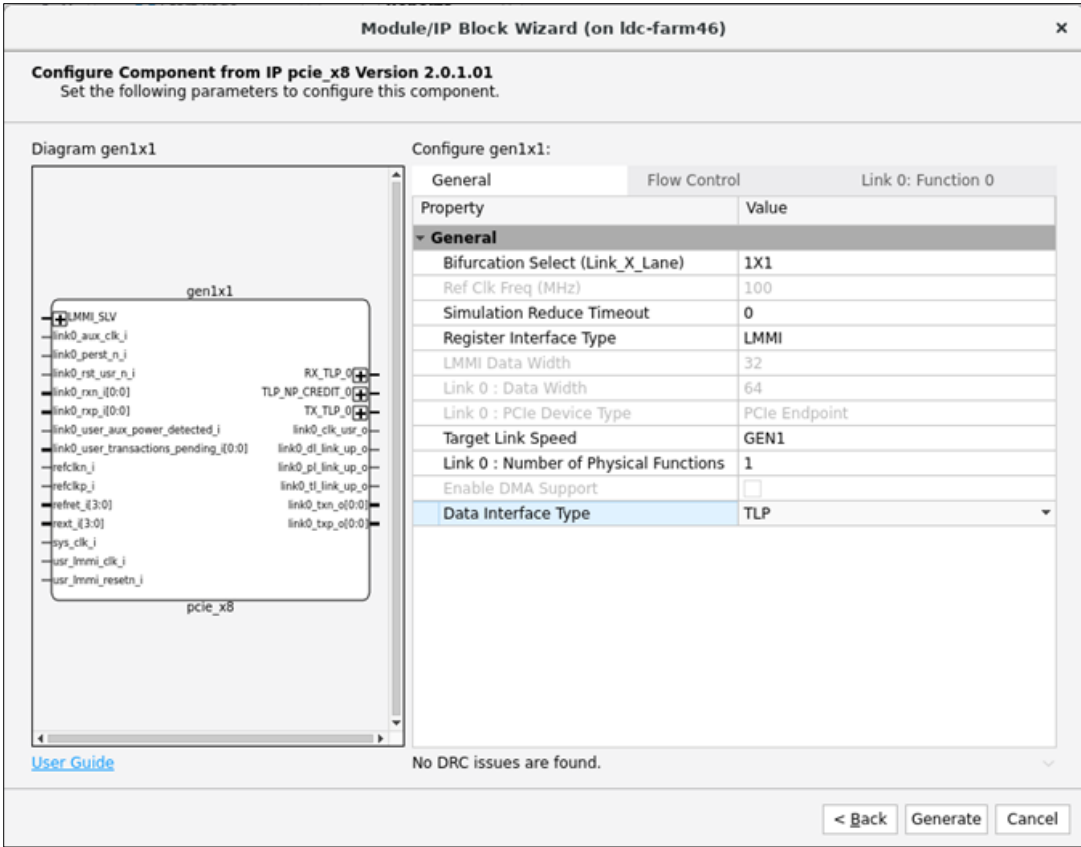 Module/IP Block Wizard (on ldc-farm46)
Configure Component from IP pcie_x8 Version 2.0.1.01
Set the following parameters to configure this component.
Diagram gen1x1
gen1x1
LMMI_SLV
link0_aux_clk_i
link0_perst_n_i
link0_rst_usr_n_i
link0_rxn_i[0:0]
link0_rxp_i[0:0]
link0_user_aux_power_detected_i
link0_user_transactions_pending_i[0:0]
refclkn_i
refclkp_i
refret_i[3:0]
rext_i[3:0]
sys_clk_i
usr_lmmi_clk_i
usr_lmmi_resetn_i
RX_TLP_0
TLP_NP_CREDIT_0
TX_TLP_0
link0_clk_usr_o
link0_dl_link_up_o
link0_pl_link_up_o
link0_tl_link_up_o
link0_txn_o[0:0]
link0_txp_o[0:0]
pcie_x8
User Guide
Configure gen1x1:
General Flow Control Link 0: Function 0
Property Value
General
Bifurcation Select (Link_X_Lane) 1X1
Ref Clk Freq (MHz) 100
Simulation Reduce Timeout 0
Register Interface Type LMMI
LMMI Data Width 32
Link 0 : Data Width 64
Link 0 : PCIe Device Type PCIe Endpoint
Target Link Speed GEN1
Link 0 : Number of Physical Functions 1
Enable DMA Support
Data Interface Type TLP
No DRC issues are found.
< Back Generate Cancel